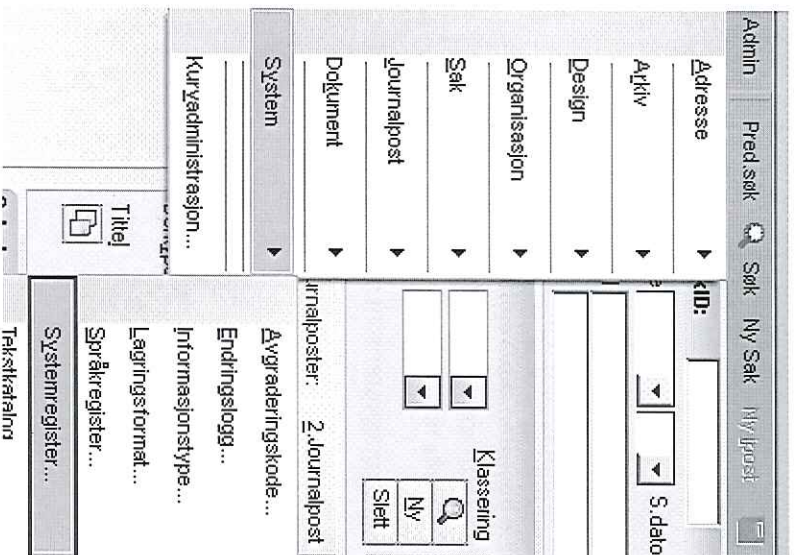 Admin Pred.søk Søk Ny Sak Ny jpost
Adresse
Arkiv
Design
Organisasjon
Sak
Journalpost
Dokument
System
Kuryadministrasjon...
kID:
S.dato
Klassering
Ny
Slett
urnalposter: 2.Journalpost
Tittel
Avgraderingskode...
Endringslogg...
Informasjonstype...
Lagringsformat...
Språkregister...
Systemregister...
Tekstkatalog